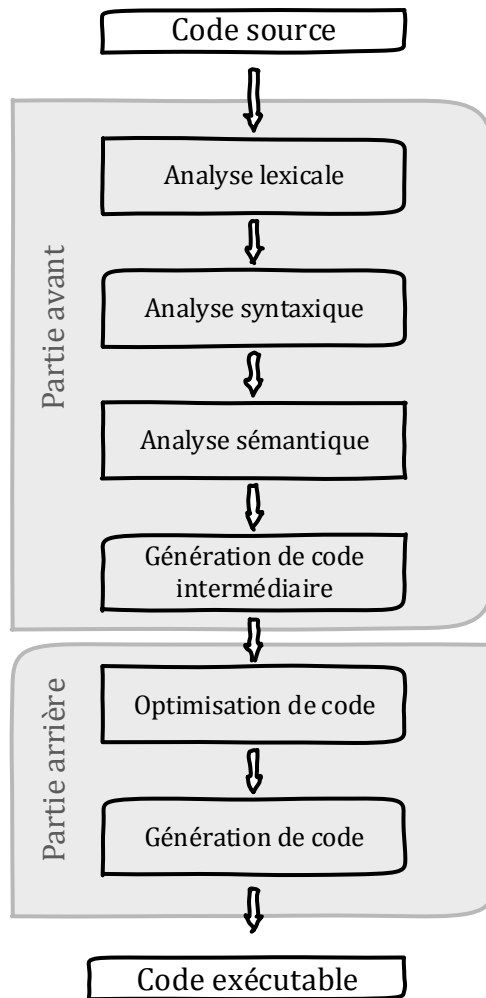 Code source
Partie avant
Analyse lexicale
Analyse syntaxique
Analyse sémantique
Génération de code
intermédiaire
Partie arrière
Optimisation de code
Génération de code
Code exécutable